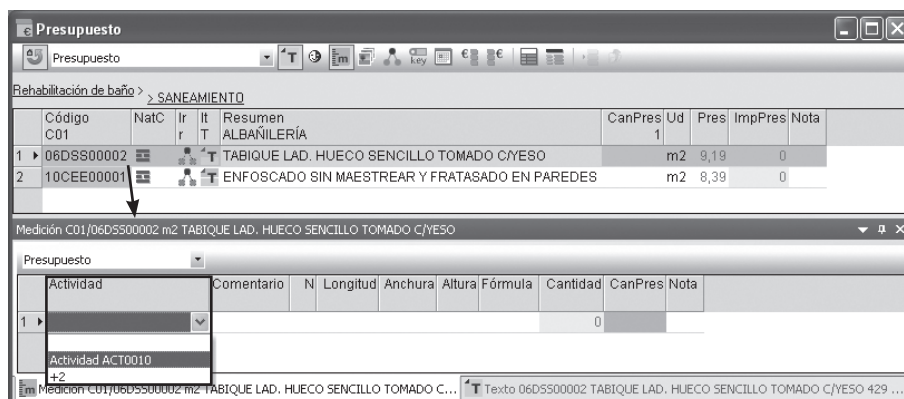 Presupuesto
Presupuesto
Rehabilitación de baño > > SANEAMIENTO
Código NatC Ir It Resumen CanPres Ud Pres ImpPres Nota
C01 r T ALBAÑILERÍA 1
1 06DSS00002 TABIQUE LAD. HUECO SENCILLO TOMADO C/YESO m2 9,19 0
2 10CEE00001 ENFOSCADO SIN MAESTREAR Y FRATASADO EN PAREDES m2 8,39 0
Medición C01/06DSS00002 m2 TABIQUE LAD. HUECO SENCILLO TOMADO C/YESO
Presupuesto
Actividad Comentario N Longitud Anchura Altura Fórmula Cantidad CanPres Nota
1 0
Actividad ACT0010
+2
Medición C01/06DSS00002 m2 TABIQUE LAD. HUECO SENCILLO TOMADO C... Texto 06DSS00002 TABIQUE LAD. HUECO SENCILLO TOMADO C/YESO 429 ...